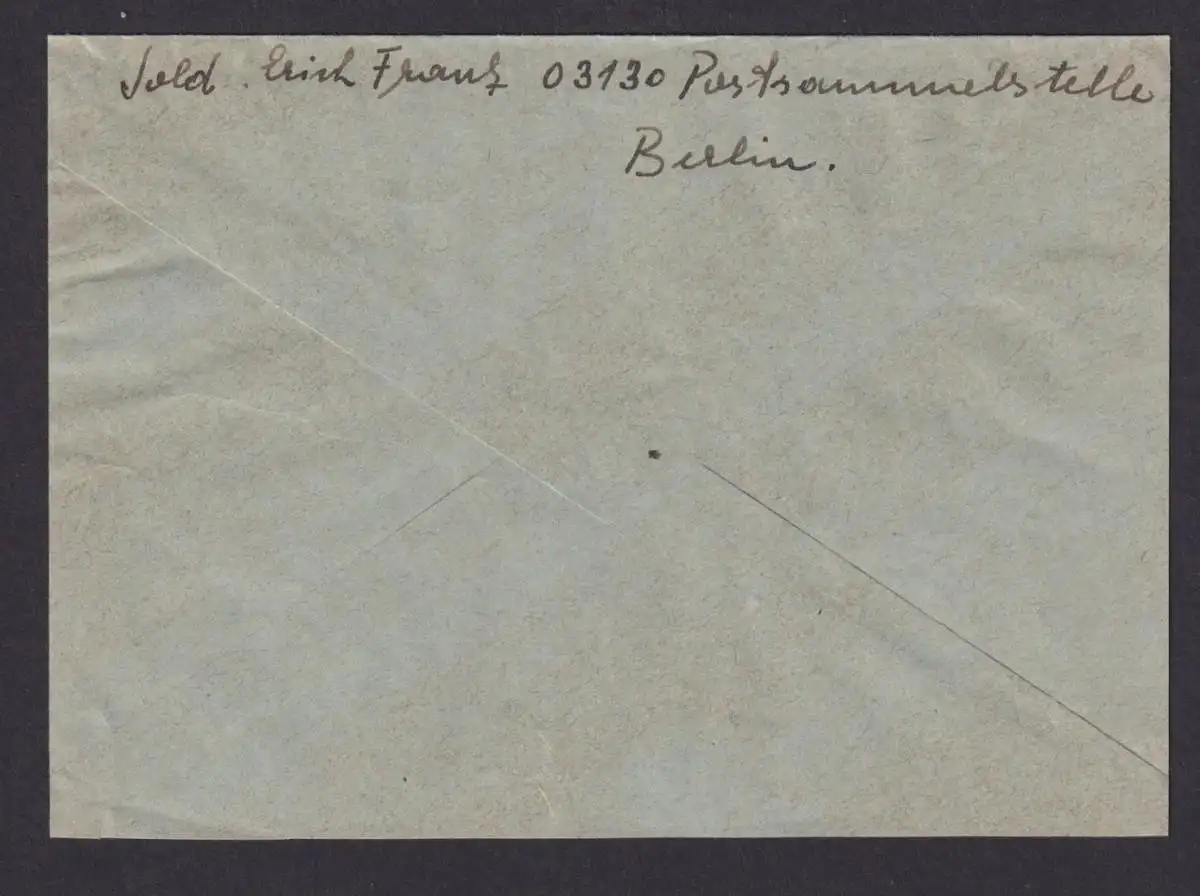 Sold. Erich Franz 03130 Postsammelstelle
Berlin.